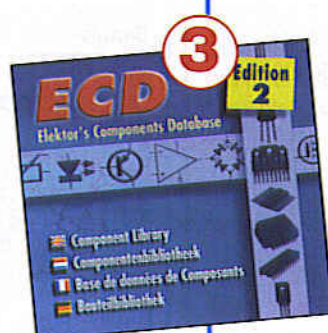 3
ECD
Edition
2
Elektor's Components Database
Component Library
Componentenbibliotheek
Base de données de Composants
Bauteilbibliothek